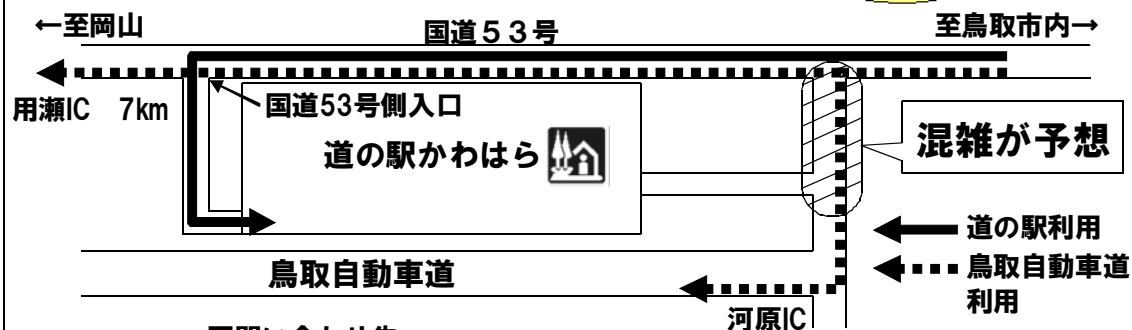 ←至岡山
国道５３号
至鳥取市内→
用瀬IC 7km
国道53号側入口
道の駅かわはら
混雑が予想
道の駅利用
鳥取自動車道
鳥取自動車道
利用
河原IC